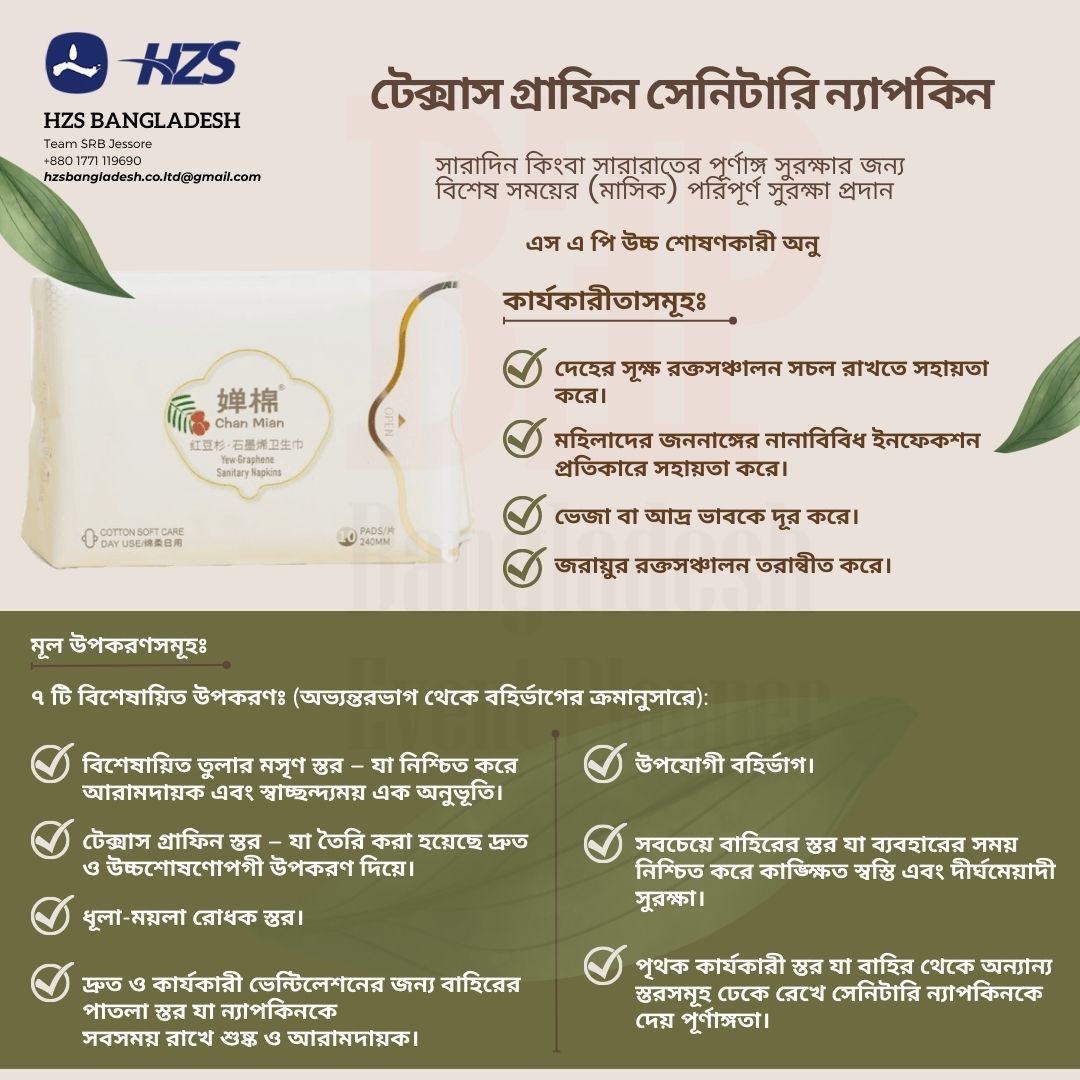 HZS
HZS BANGLADESH
Team SRB Jessore
+880 1771 119690
hzsbangladesh.co.ltd@gmail.com
টেক্সাস গ্রাফিন সেনিটারি ন্যাপকিন
সারাদিন কিংবা সারারাতের পূর্ণাঙ্গ সুরক্ষার জন্য
বিশেষ সময়ের (মাসিক) পরিপূর্ণ সুরক্ষা প্রদান
এস এ পি উচ্চ শোষণকারী অনু
কার্যকারীতাসমূহঃ
দেহের সূক্ষ রক্তসঞ্চালন সচল রাখতে সহায়তা
করে।
মহিলাদের জননাঙ্গের নানাবিবিধ ইনফেকশন
প্রতিকারে সহায়তা করে।
ভেজা বা আদ্র ভাবকে দূর করে।
জরায়ুর রক্তসঞ্চালন তরান্বীত করে।
婵棉®
Chan Mian
红豆杉·石墨烯卫生巾
Yew-Graphene
Sanitary Napkins
OPEN
COTTON SOFT CARE
DAY USE/绵柔日用
10 PADS/片
240MM
BEP
Bangladesh
Event Planner
মূল উপকরণসমূহঃ
৭ টি বিশেষায়িত উপকরণঃ (অভ্যন্তরভাগ থেকে বহির্ভাগের ক্রমানুসারে):
বিশেষায়িত তুলার মসৃণ স্তর – যা নিশ্চিত করে
আরামদায়ক এবং স্বাচ্ছন্দ্যময় এক অনুভূতি।
টেক্সাস গ্রাফিন স্তর – যা তৈরি করা হয়েছে দ্রুত
ও উচ্চশোষণোপগী উপকরণ দিয়ে।
ধূলা-ময়লা রোধক স্তর।
দ্রুত ও কার্যকারী ভেন্টিলেশনের জন্য বাহিরের
পাতলা স্তর যা ন্যাপকিনকে
সবসময় রাখে শুষ্ক ও আরামদায়ক।
উপযোগী বহির্ভাগ।
সবচেয়ে বাহিরের স্তর যা ব্যবহারের সময়
নিশ্চিত করে কাঙ্ক্ষিত স্বস্তি এবং দীর্ঘমেয়াদী
সুরক্ষা।
পৃথক কার্যকারী স্তর যা বাহির থেকে অন্যান্য
স্তরসমূহ ঢেকে রেখে সেনিটারি ন্যাপকিনকে
দেয় পূর্ণাঙ্গতা।